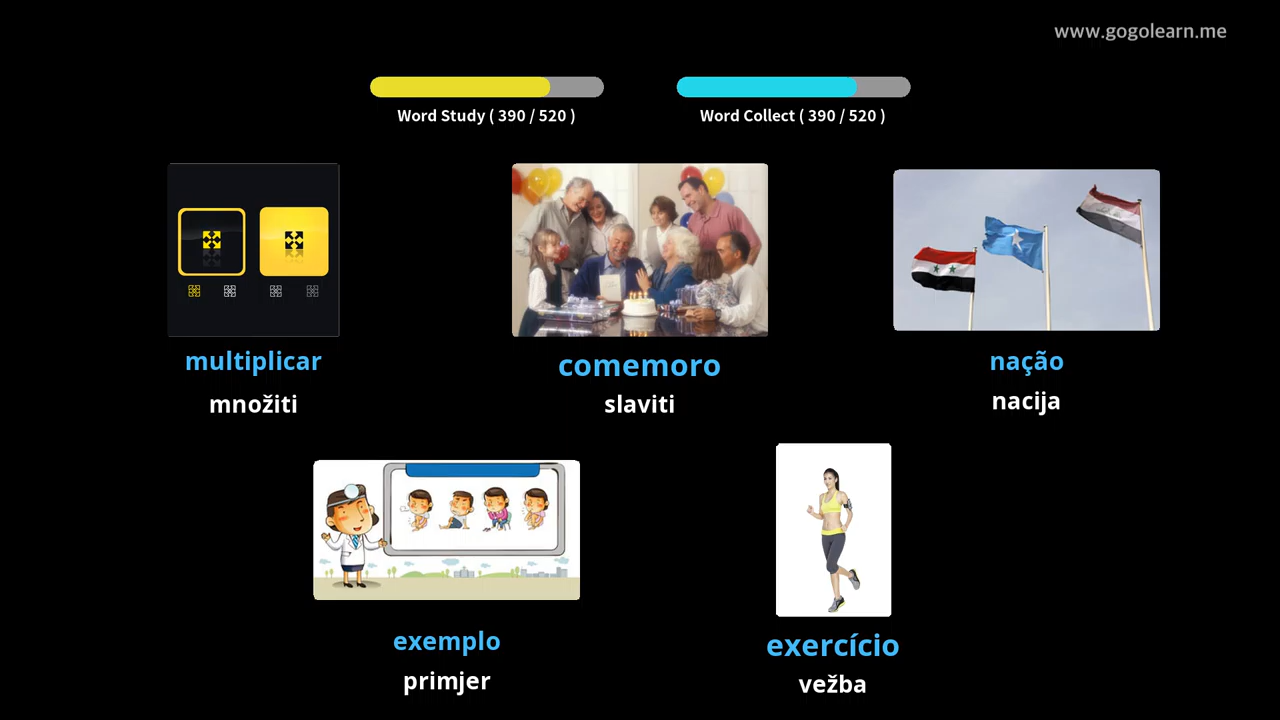 www.gogolearn.me
Word Study ( 390 / 520 )
Word Collect ( 390 / 520 )
multiplicar
množiti
comemoro
slaviti
nação
nacija
exemplo
primjer
exercício
vežba